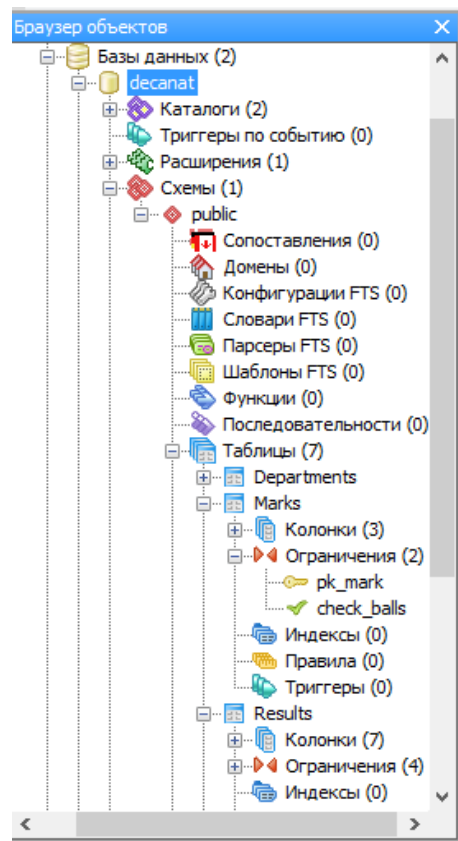 Браузер объектов
Базы данных (2)
decanat
Каталоги (2)
Триггеры по событию (0)
Расширения (1)
Схемы (1)
public
Сопоставления (0)
Домены (0)
Конфигурации FTS (0)
Словари FTS (0)
Парсеры FTS (0)
Шаблоны FTS (0)
Функции (0)
Последовательности (0)
Таблицы (7)
Departments
Marks
Колонки (3)
Ограничения (2)
pk_mark
check_balls
Индексы (0)
Правила (0)
Триггеры (0)
Results
Колонки (7)
Ограничения (4)
Индексы (0)